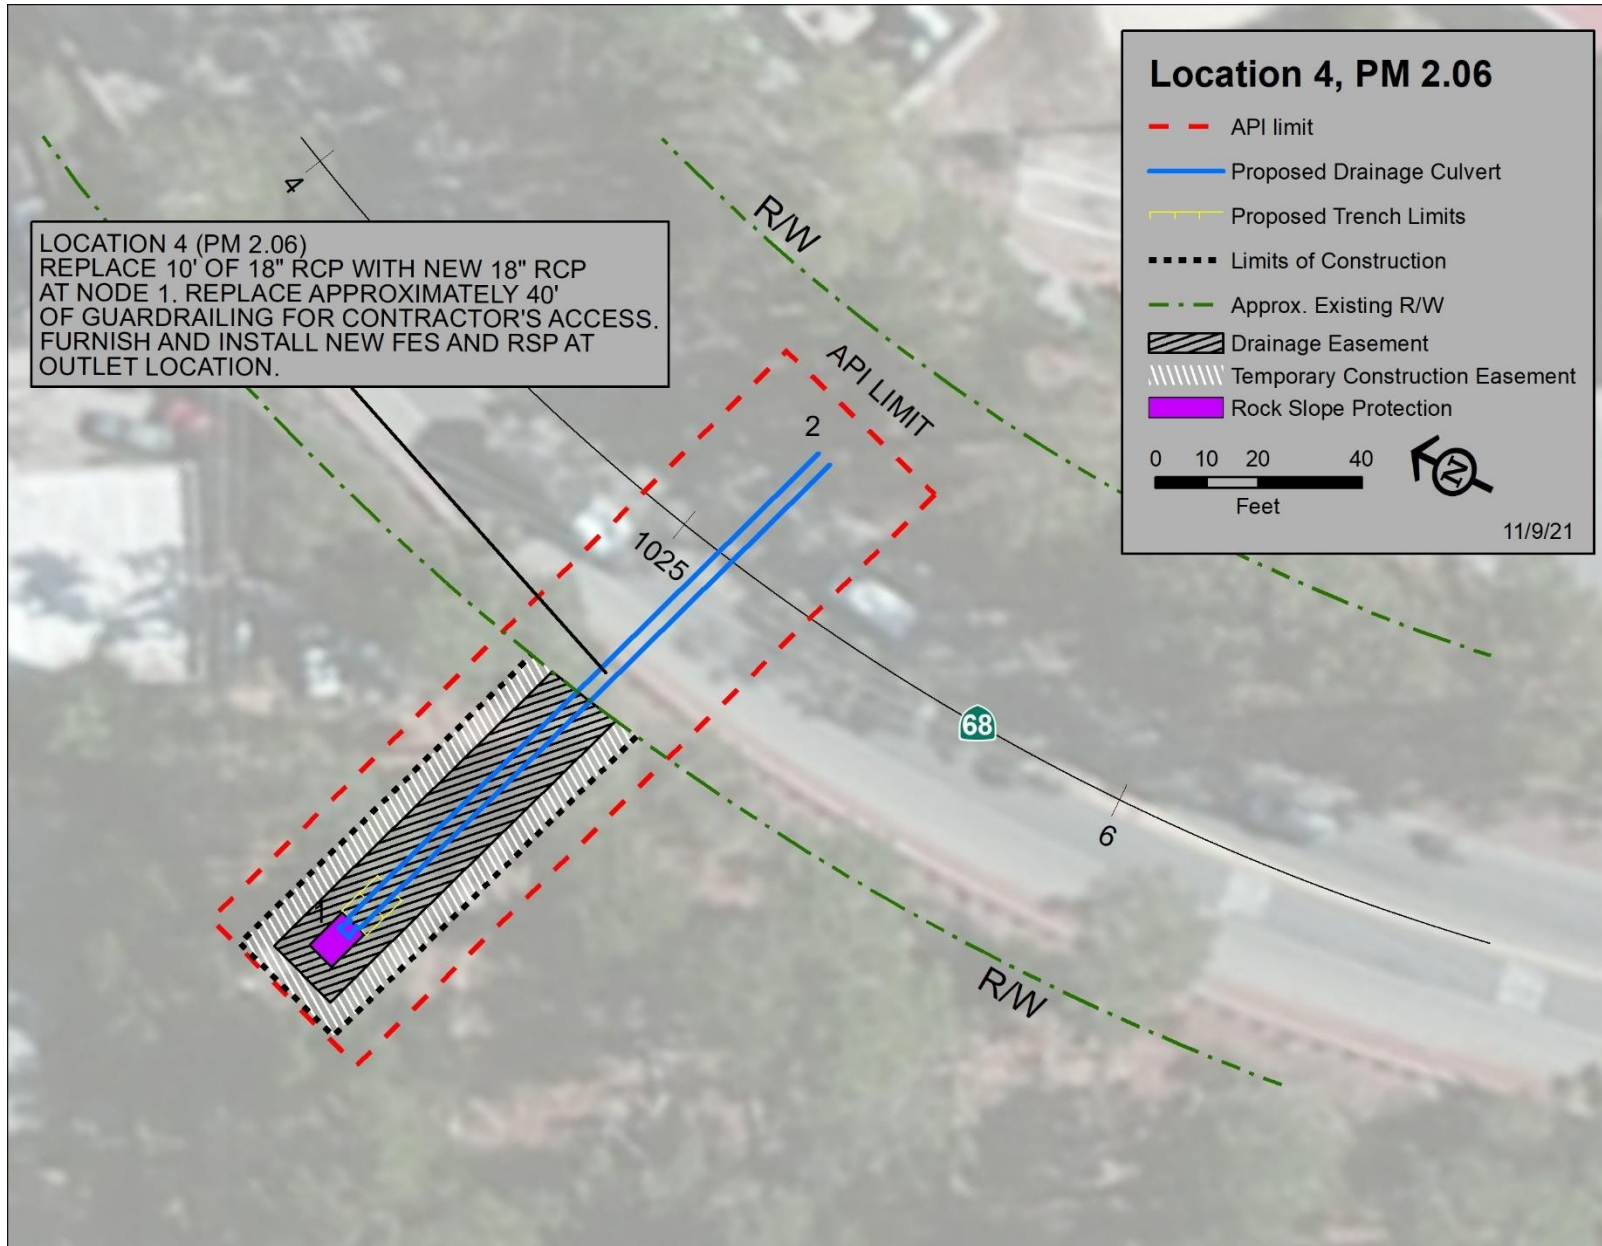 Location 4, PM 2.06
API limit
Proposed Drainage Culvert
Proposed Trench Limits
Limits of Construction
Approx. Existing R/W
Drainage Easement
Temporary Construction Easement
Rock Slope Protection
0 10 20 40
Feet
N
11/9/21
4
R/W
LOCATION 4 (PM 2.06)
REPLACE 10' OF 18" RCP WITH NEW 18" RCP
AT NODE 1. REPLACE APPROXIMATELY 40'
OF GUARDRAILING FOR CONTRACTOR'S ACCESS.
FURNISH AND INSTALL NEW FES AND RSP AT
OUTLET LOCATION.
API LIMIT
2
1025
68
6
1
R/W